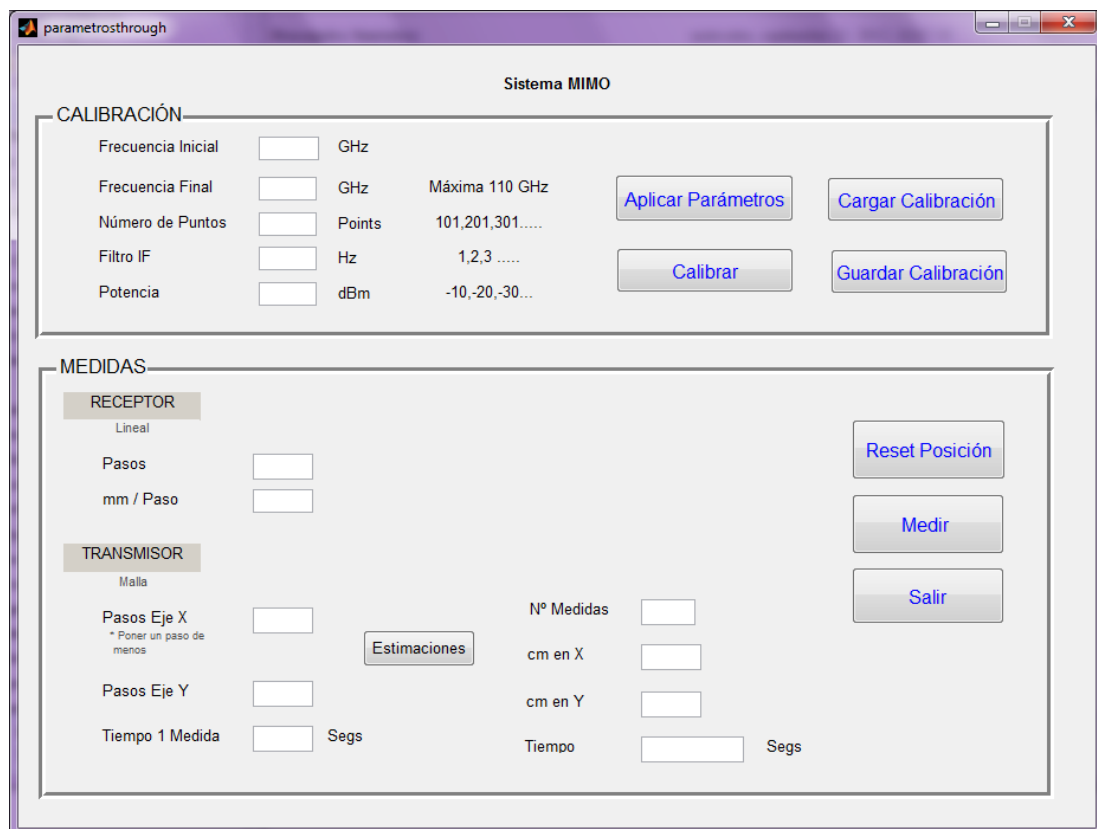 parametrosthrough
Sistema MIMO
CALIBRACIÓN
Frecuencia Inicial GHz
Frecuencia Final GHz Máxima 110 GHz
Número de Puntos Points 101,201,301.....
Filtro IF Hz 1,2,3 .....
Potencia dBm -10,-20,-30...
Aplicar Parámetros Cargar Calibración
Calibrar Guardar Calibración
MEDIDAS
RECEPTOR
Lineal
Pasos
mm / Paso
TRANSMISOR
Malla
Pasos Eje X
* Poner un paso de
menos
Pasos Eje Y
Tiempo 1 Medida Segs
Estimaciones
Nº Medidas
cm en X
cm en Y
Tiempo Segs
Reset Posición
Medir
Salir